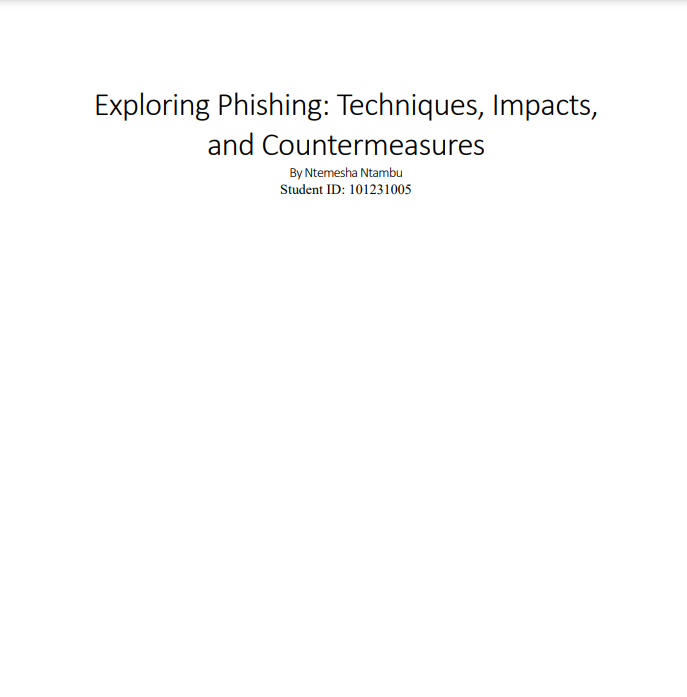 Exploring Phishing: Techniques, Impacts,
and Countermeasures
By Ntemesha Ntambu
Student ID: 101231005